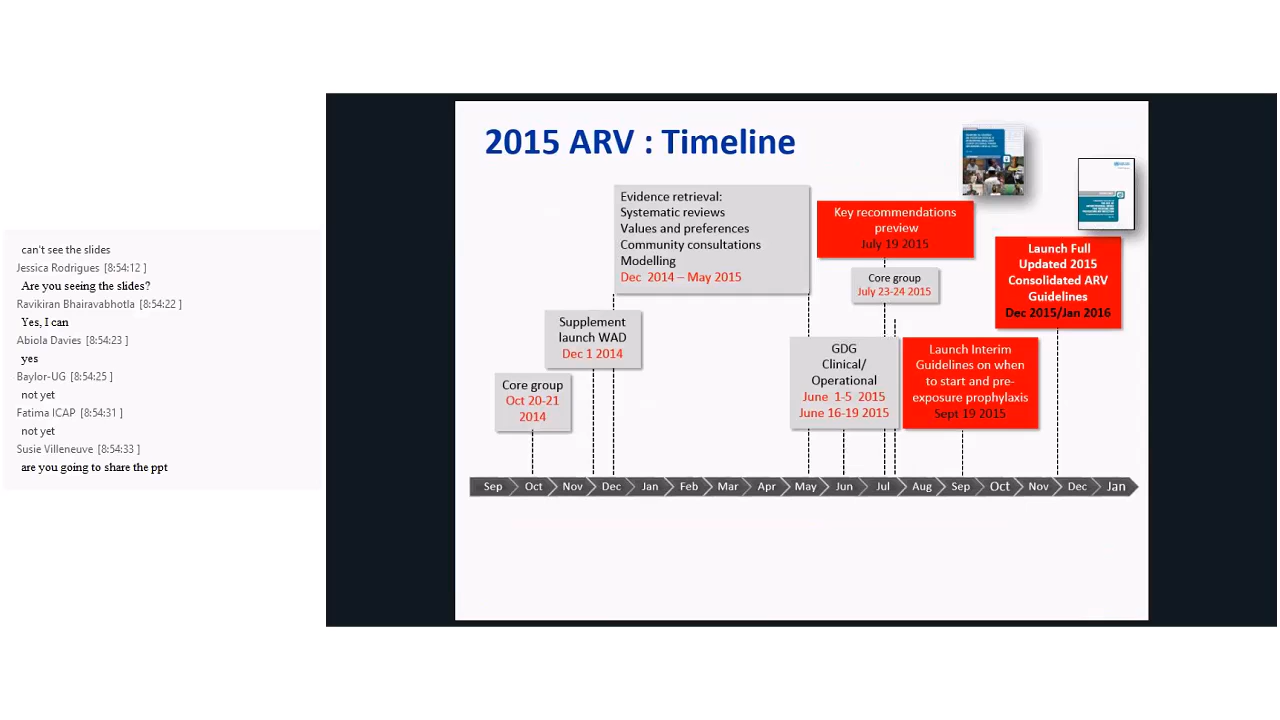 can't see the slides
Jessica Rodrigues [8:54:12 ]
Are you seeing the slides?
Ravikiran Bhairavabhotla [8:54:22 ]
Yes, I can
Abiola Davies [8:54:23 ]
yes
Baylor-UG [8:54:25 ]
not yet
Fatima ICAP [8:54:31 ]
not yet
Susie Villeneuve [8:54:33 ]
are you going to share the ppt
2015 ARV : Timeline
Evidence retrieval:
Systematic reviews
Values and preferences
Community consultations
Modelling
Dec 2014 – May 2015
Key recommendations
preview
July 19 2015
Core group
July 23-24 2015
Launch Full
Updated 2015
Consolidated ARV
Guidelines
Dec 2015/Jan 2016
Supplement
launch WAD
Dec 1 2014
Core group
Oct 20-21
2014
GDG
Clinical/
Operational
June 1-5 2015
June 16-19 2015
Launch Interim
Guidelines on when
to start and pre-
exposure prophylaxis
Sept 19 2015
Sep Oct Nov Dec Jan Feb Mar Apr May Jun Jul Aug Sep Oct Nov Dec Jan